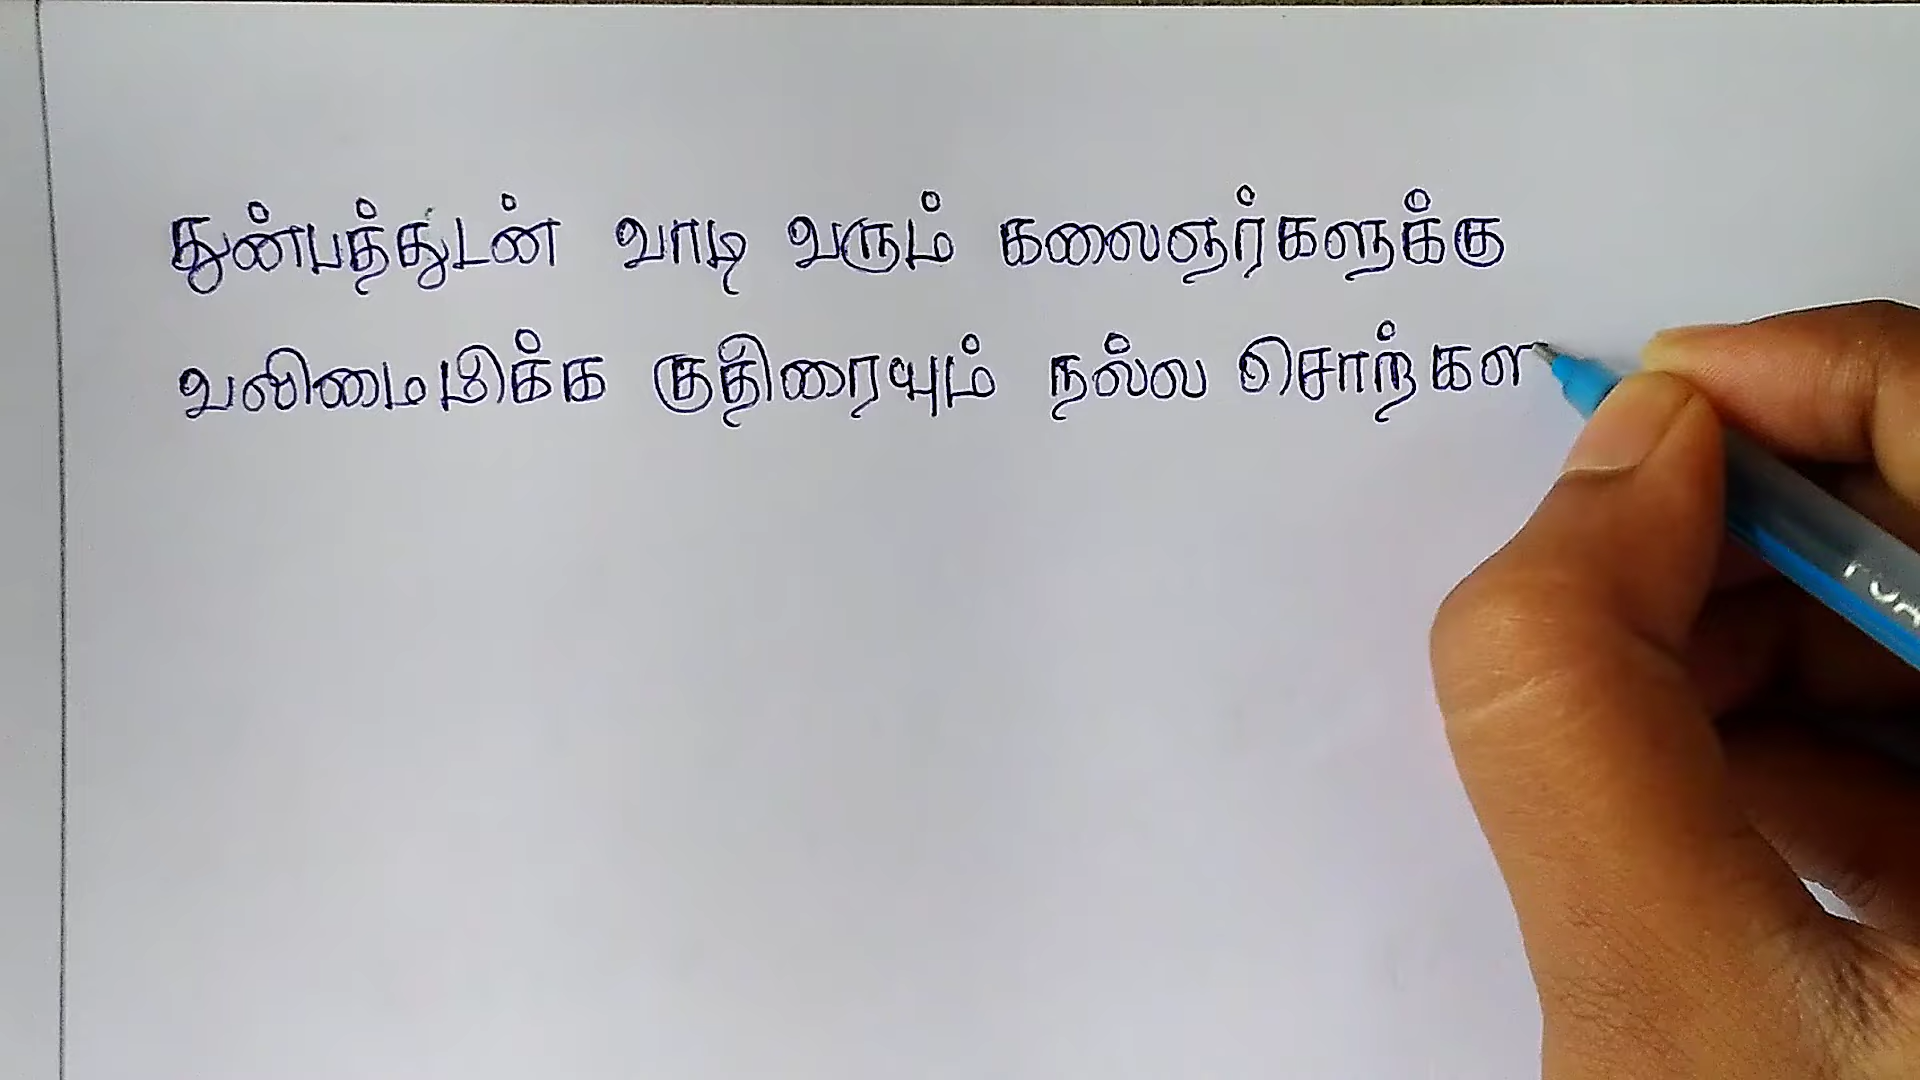 துன்பத்துடன் வாடி வரும் கலைஞர்களுக்கு
வலிமைமிக்க குதிரையும் நல்ல சொற்கள